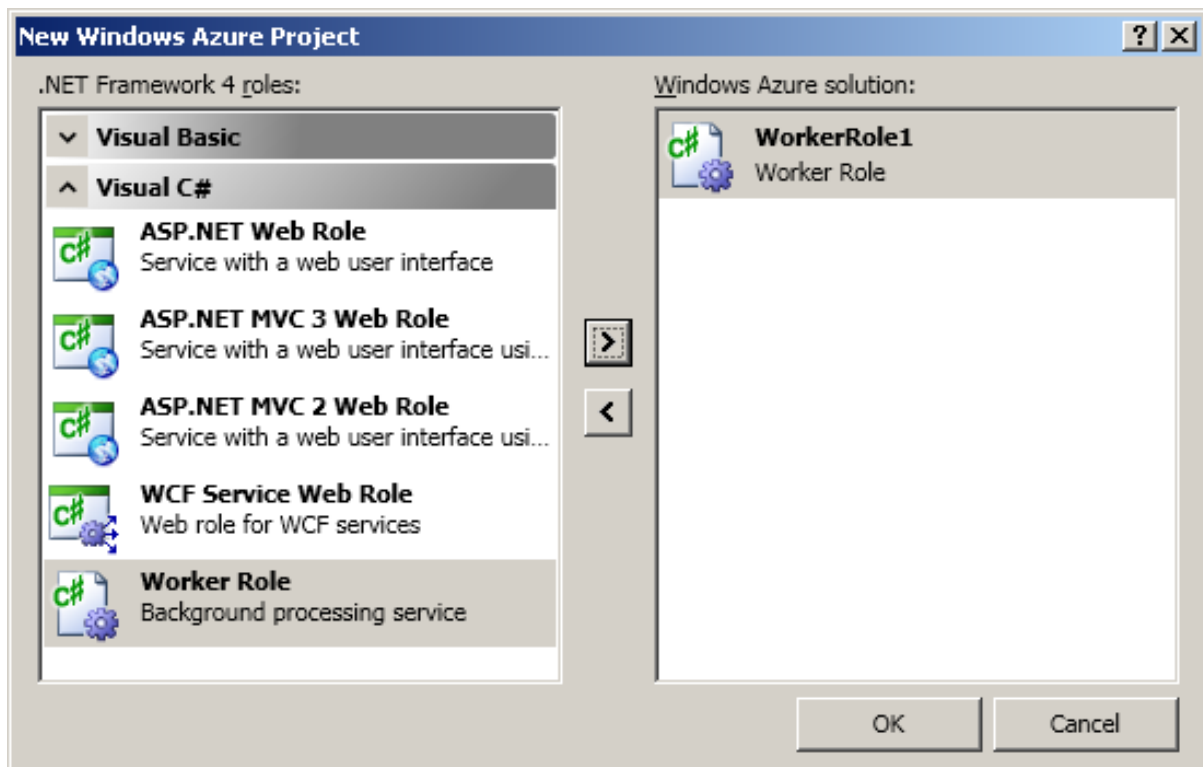 New Windows Azure Project
.NET Framework 4 roles:
Visual Basic
Visual C#
ASP.NET Web Role
Service with a web user interface
ASP.NET MVC 3 Web Role
Service with a web user interface usi...
ASP.NET MVC 2 Web Role
Service with a web user interface usi...
WCF Service Web Role
Web role for WCF services
Worker Role
Background processing service
Windows Azure solution:
WorkerRole1
Worker Role
OK
Cancel